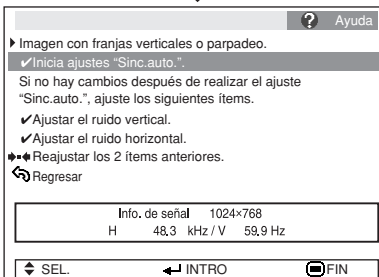 ? Ayuda
Imagen con franjas verticales o parpadeo.
✔Inicia ajustes “Sinc.auto.”.
Si no hay cambios después de realizar el ajuste
“Sinc.auto.”, ajuste los siguientes ítems.
✔Ajustar el ruido vertical.
✔Ajustar el ruido horizontal.
Reajustar los 2 ítems anteriores.
Regresar
Info. de señal 1024×768
H 48.3 kHz / V 59.9 Hz
SEL. INTRO FIN